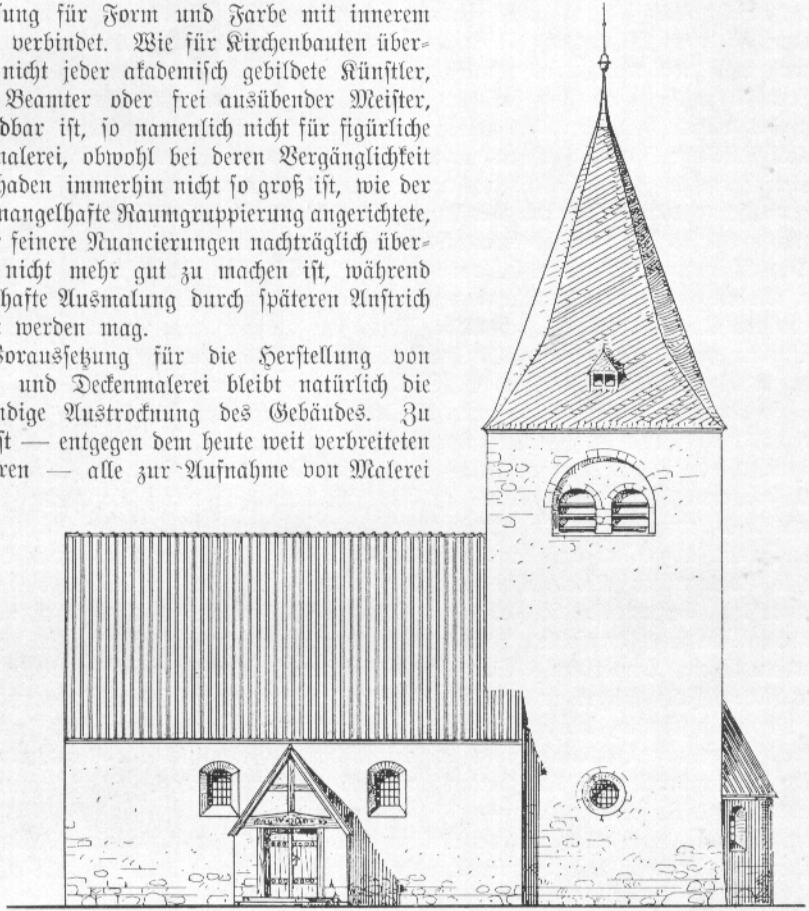 sung für Form und Farbe mit innerem
verbindet. Wie für Kirchenbauten über-
nicht jeder akademisch gebildete Künstler,
Beamter oder frei ausübender Meister,
dbar ist, so namenlich nicht für figürliche
malerei, obwohl bei deren Vergänglichkeit
haden immerhin nicht so groß ist, wie der
mangelhafte Raumgruppierung angerichtete,
feinere Nuancierungen nachträglich über-
nicht mehr gut zu machen ist, während
hafte Ausmalung durch späteren Anstrich
werden mag.
Voraussetzung für die Herstellung von
und Deckenmalerei bleibt natürlich die
ndige Austrocknung des Gebäudes. Zu
st — entgegen dem heute weit verbreiteten
ren — alle zur Aufnahme von Malerei